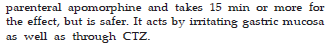 parenteral apomorphine and takes 15 min or more for
the effect, but is safer. It acts by irritating gastric mucosa
as well as through CTZ.